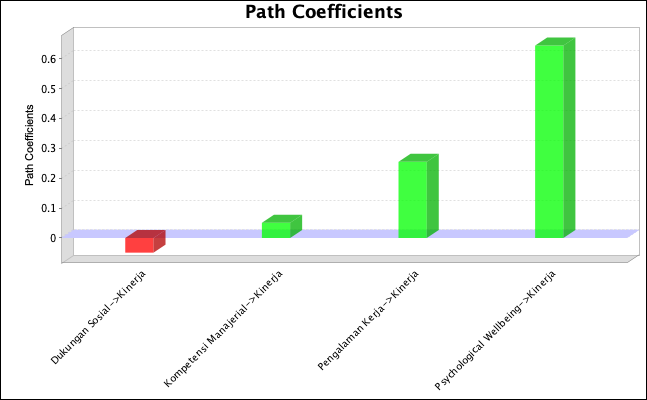 Path Coefficients
Path Coefficients
0.6
0.5
0.4
0.3
0.2
0.1
0
Dukungan Sosial->Kinerja
Kompetensi Manajerial->Kinerja
Pengalaman Kerja->Kinerja
Psychological Wellbeing->Kinerja